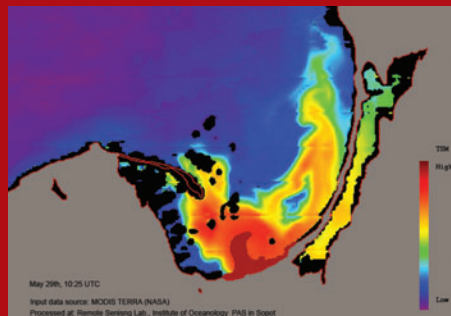 TSM
High
Low
May 29th, 10:25 UTC
Input data source: MODIS TERRA (NASA)
Processed at: Remote Senisng Lab., Institute of Oceanology PAS in Sopot